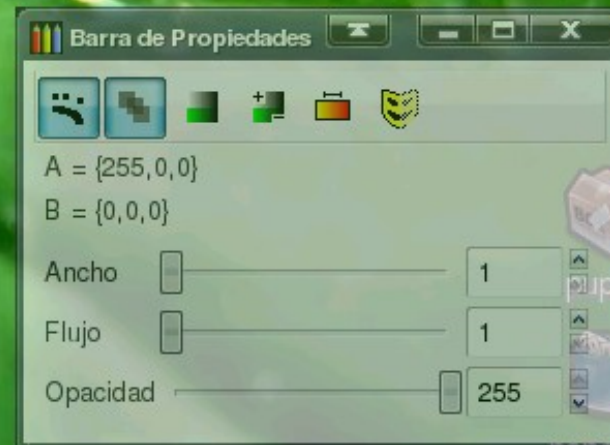 Barra de Propiedades
A = {255,0,0}
B = {0,0,0}
Ancho 1
Flujo 1
Opacidad 255